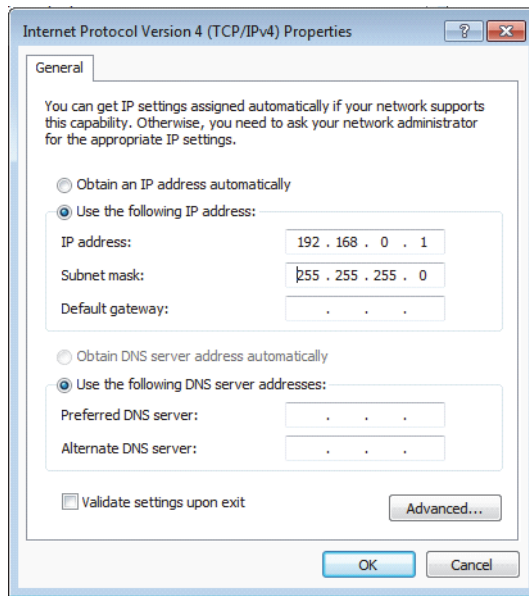 Internet Protocol Version 4 (TCP/IPv4) Properties
General
You can get IP settings assigned automatically if your network supports
this capability. Otherwise, you need to ask your network administrator
for the appropriate IP settings.
Obtain an IP address automatically
Use the following IP address:
IP address: 192 . 168 . 0 . 1
Subnet mask: 255 . 255 . 255 . 0
Default gateway: . . .
Obtain DNS server address automatically
Use the following DNS server addresses:
Preferred DNS server: . . .
Alternate DNS server: . . .
Validate settings upon exit
Advanced...
OK Cancel